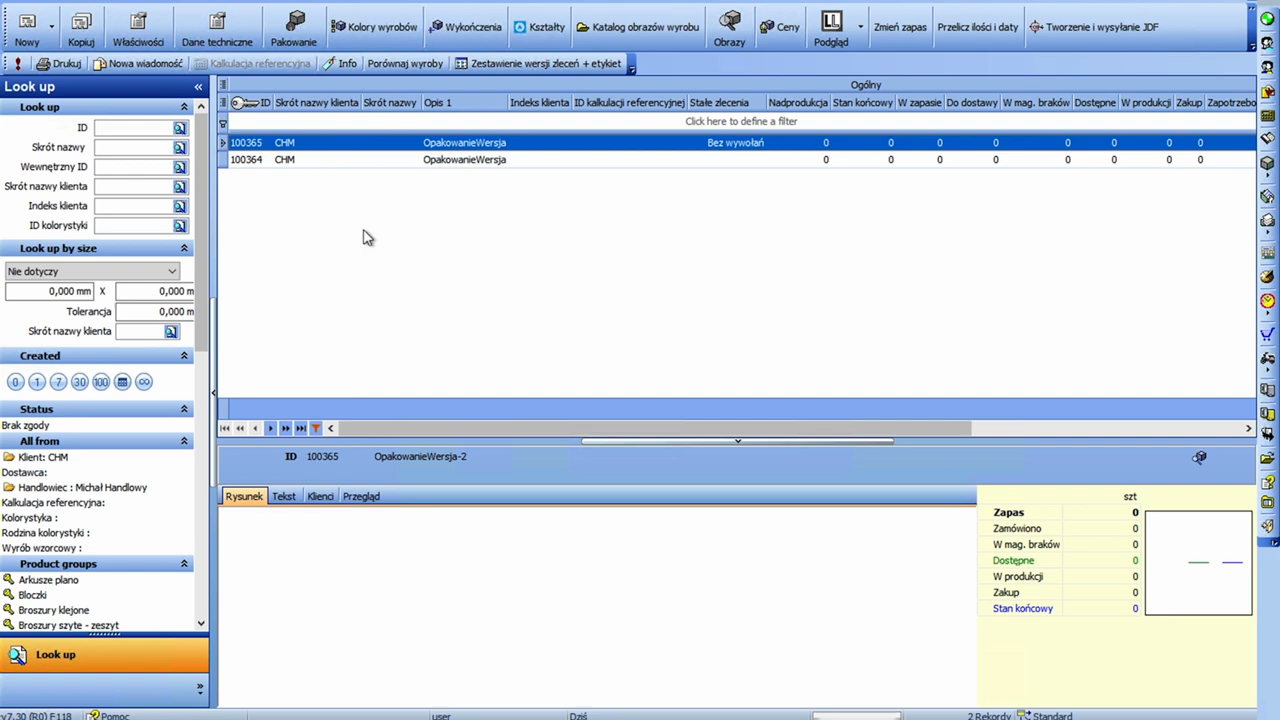 Nowy
Kopiuj
Właściwości
Dane techniczne
Pakowanie
Kolory wyrobów
Wykończenia
Kształty
Katalog obrazów wyrobu
Obrazy
Ceny
Podgląd
Zmień zapas
Przelicz ilości i daty
Tworzenie i wysyłanie JDF
Drukuj
Nowa wiadomość
Kalkulacja referencyjna
Info
Porównaj wyroby
Zestawienie wersji zleceń + etykiet
Look up
Look up
ID
Skrót nazwy
Wewnętrzny ID
Skrót nazwy klienta
Indeks klienta
ID kolorystyki
Look up by size
Nie dotyczy
0,000 mm X 0,000 m
Tolerancja 0,000 m
Skrót nazwy klienta
Created
0 1 7 30 100 ∞
Status
Brak zgody
All from
Klient: CHM
Dostawca:
Handlowiec : Michał Handlowy
Kalkulacja referencyjna:
Kolorystyka :
Rodzina kolorystyki :
Wyrób wzorcowy :
Product groups
Arkusze plano
Bloczki
Broszury klejone
Broszury szyte - zeszyt
Look up
Ogólny
ID Skrót nazwy klienta Skrót nazwy Opis 1 Indeks klienta ID kalkulacji referencyjnej Stałe zlecenia Nadprodukcja Stan końcowy W zapasie Do dostawy W mag. braków Dostępne W produkcji Zakup Zapotrzebo
Click here to define a filter
100365 CHM OpakowanieWersja Bez wywołań 0 0 0 0 0 0 0 0
100364 CHM OpakowanieWersja 0 0 0 0 0 0 0 0
ID 100365 OpakowanieWersja-2
Rysunek Tekst Klienci Przegląd
szt
Zapas 0
Zamówiono 0
W mag. braków 0
Dostępne 0
W produkcji 0
Zakup 0
Stan końcowy 0
v7.30 (R0) F118 Pomoc user Dziś 2 Rekordy Standard